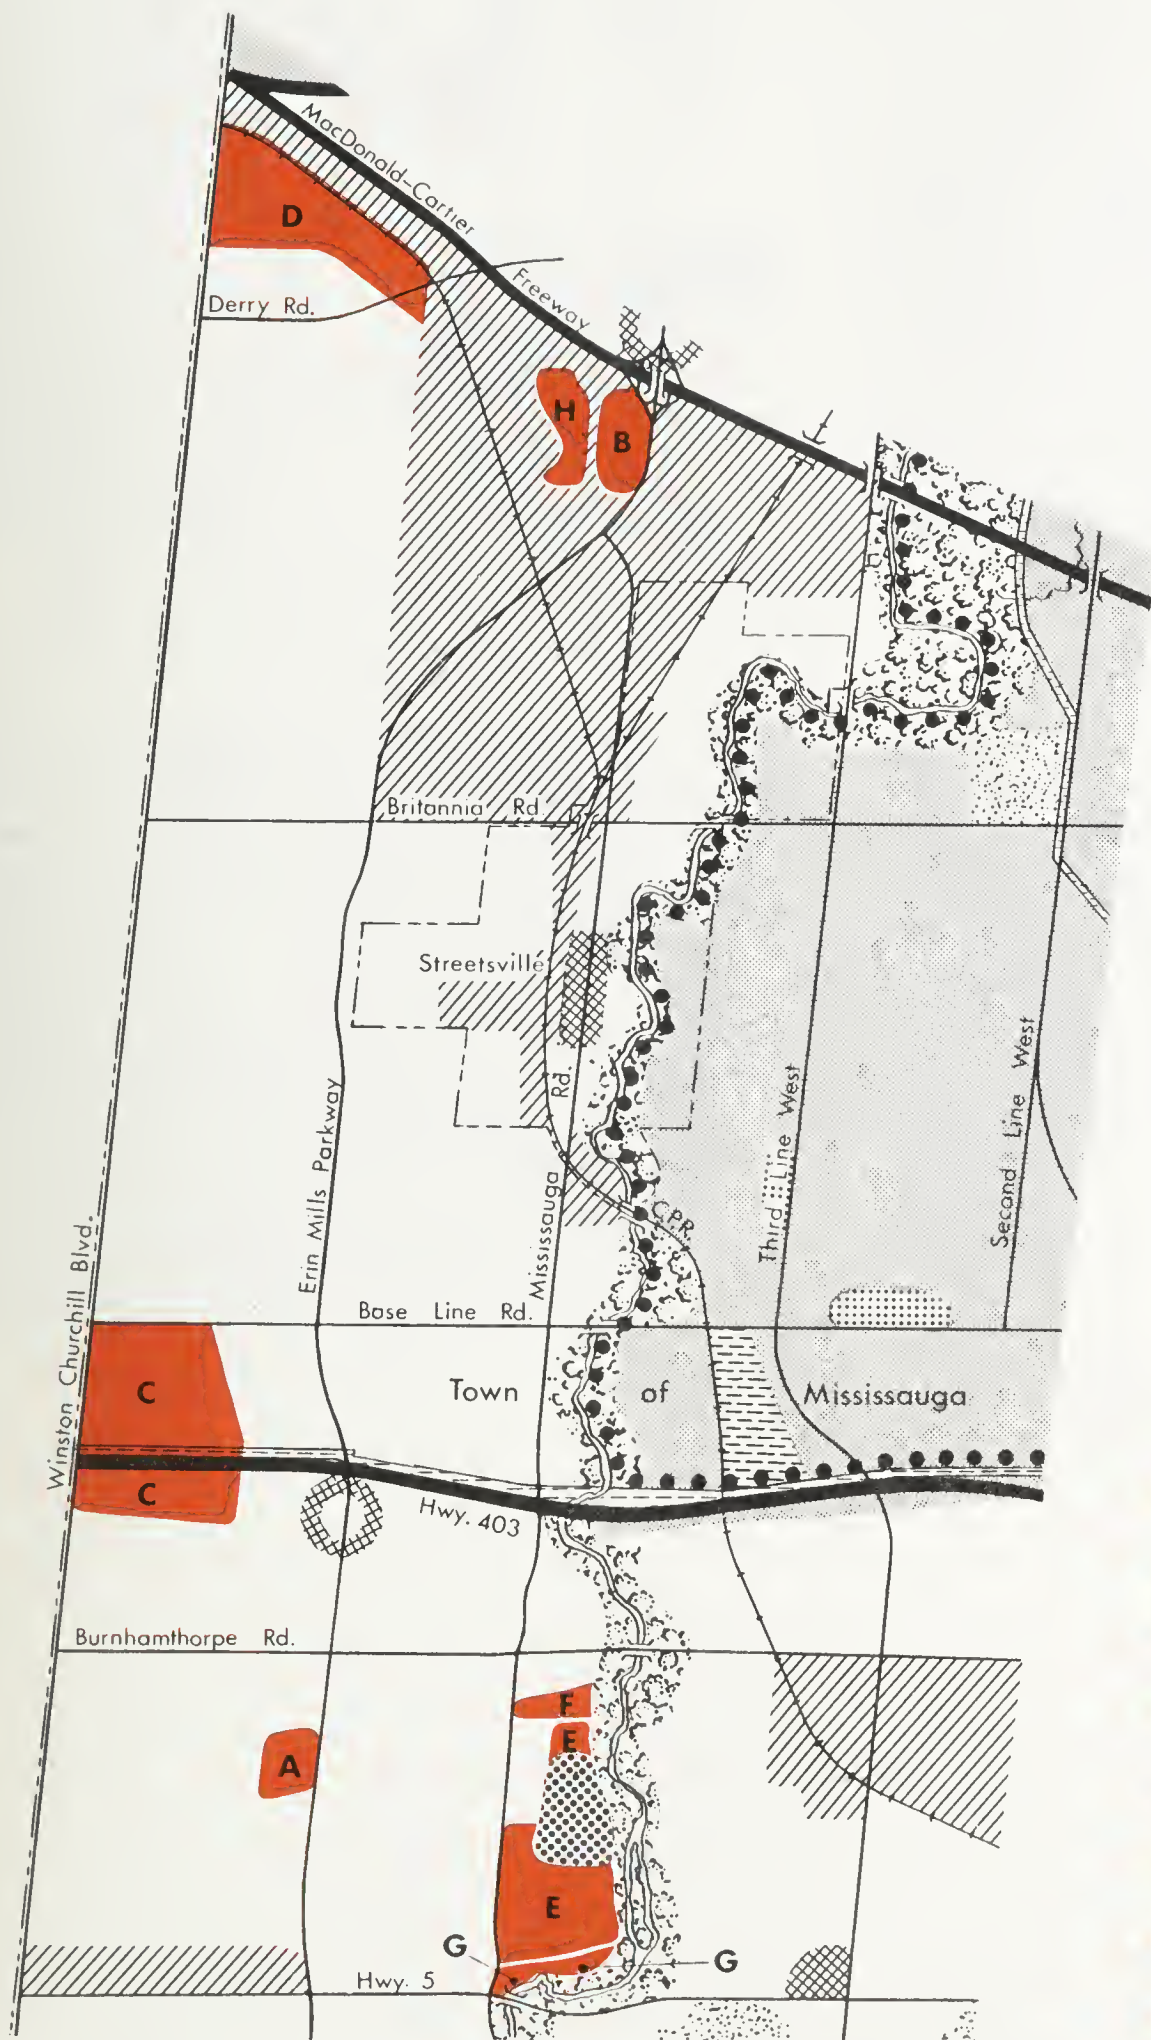 MacDonald-Cartier
Freeway
D
Derry Rd.
H
B
Britannia Rd.
Streetsville
Mississauga Rd.
Erin Mills Parkway
Winston Churchill Blvd.
C.P.R.
Third Line West
Second Line West
Base Line Rd.
C
Town of Mississauga
C
Hwy. 403
Burnhamthorpe Rd.
F
E
A
E
G
G
Hwy. 5